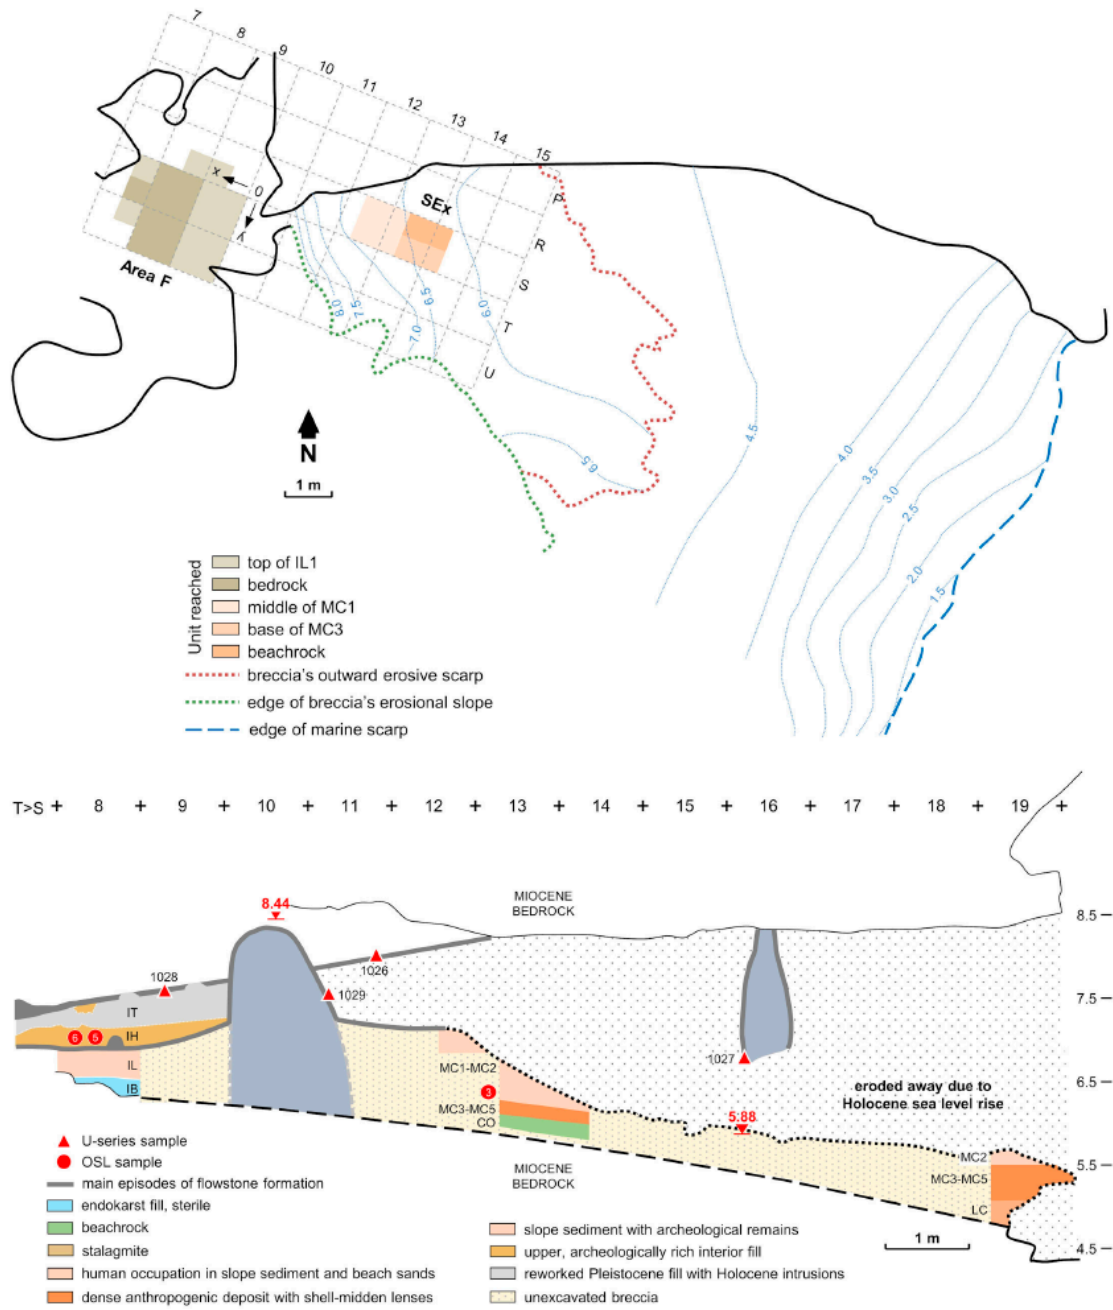 7
8
9
10
11
12
13
14
15
P
R
S
T
U
x
0
y
SEx
Area F
8.0
7.5
7.0
6.5
6.0
6.5
4.5
4.0
3.5
3.0
2.5
2.0
1.5
N
1 m
Unit reached
top of IL1
bedrock
middle of MC1
base of MC3
beachrock
breccia's outward erosive scarp
edge of breccia's erosional slope
edge of marine scarp
T>S + 8 + 9 + 10 + 11 + 12 + 13 + 14 + 15 + 16 + 17 + 18 + 19 +
MIOCENE
BEDROCK
8.44
8.5
1028
1026
1029
7.5
IT
IH
6
5
IL
IB
1027
MC1-MC2
6.5
3
MC3-MC5
CO
eroded away due to
Holocene sea level rise
5.88
MIOCENE
BEDROCK
MC2
5.5
MC3-MC5
LC
4.5
1 m
U-series sample
OSL sample
main episodes of flowstone formation
endokarst fill, sterile
beachrock
stalagmite
human occupation in slope sediment and beach sands
dense anthropogenic deposit with shell-midden lenses
slope sediment with archeological remains
upper, archeologically rich interior fill
reworked Pleistocene fill with Holocene intrusions
unexcavated breccia